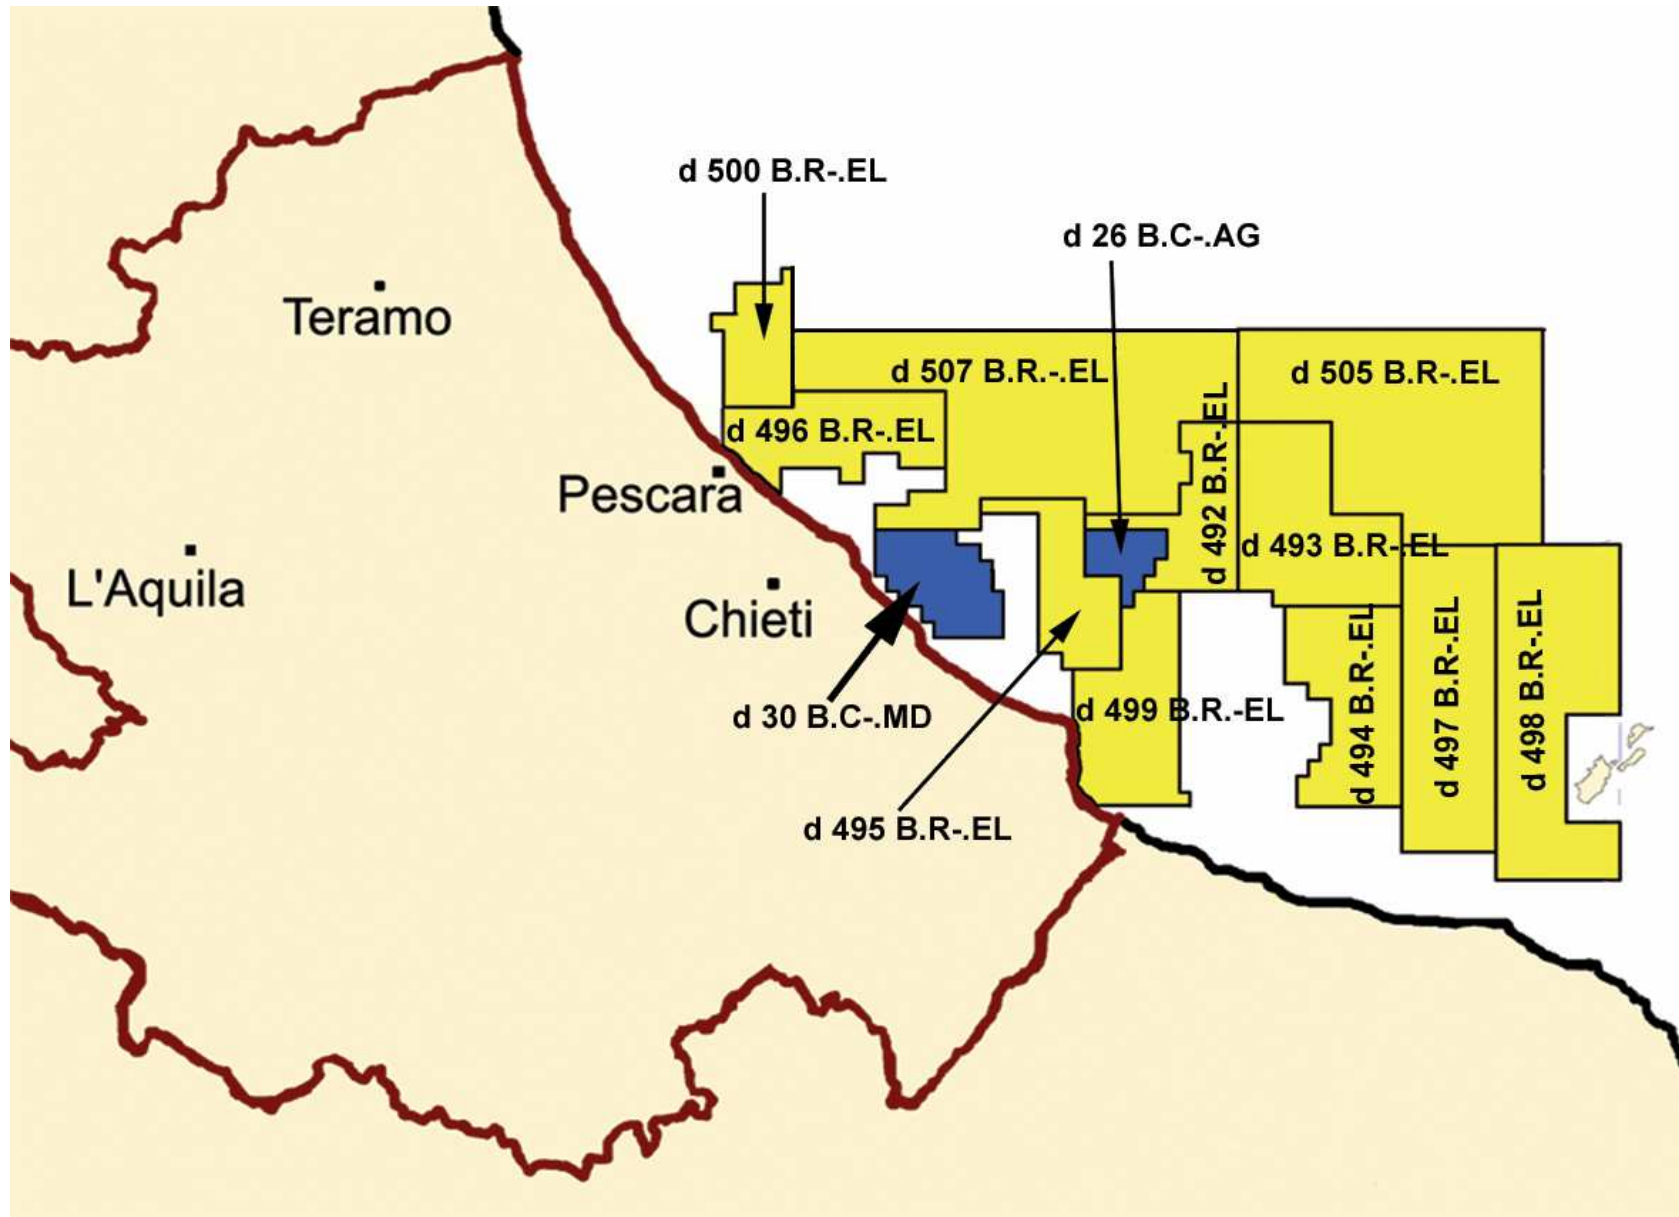 d 500 B.R-.EL
d 26 B.C-.AG
Teramo
d 507 B.R.-.EL
d 505 B.R-.EL
d 496 B.R-.EL
d 492 B.R-.EL
Pescara
d 493 B.R-.EL
L'Aquila
Chieti
d 30 B.C-.MD
d 499 B.R.-EL
d 494 B.R-.EL
d 497 B.R-.EL
d 498 B.R-.EL
d 495 B.R-.EL